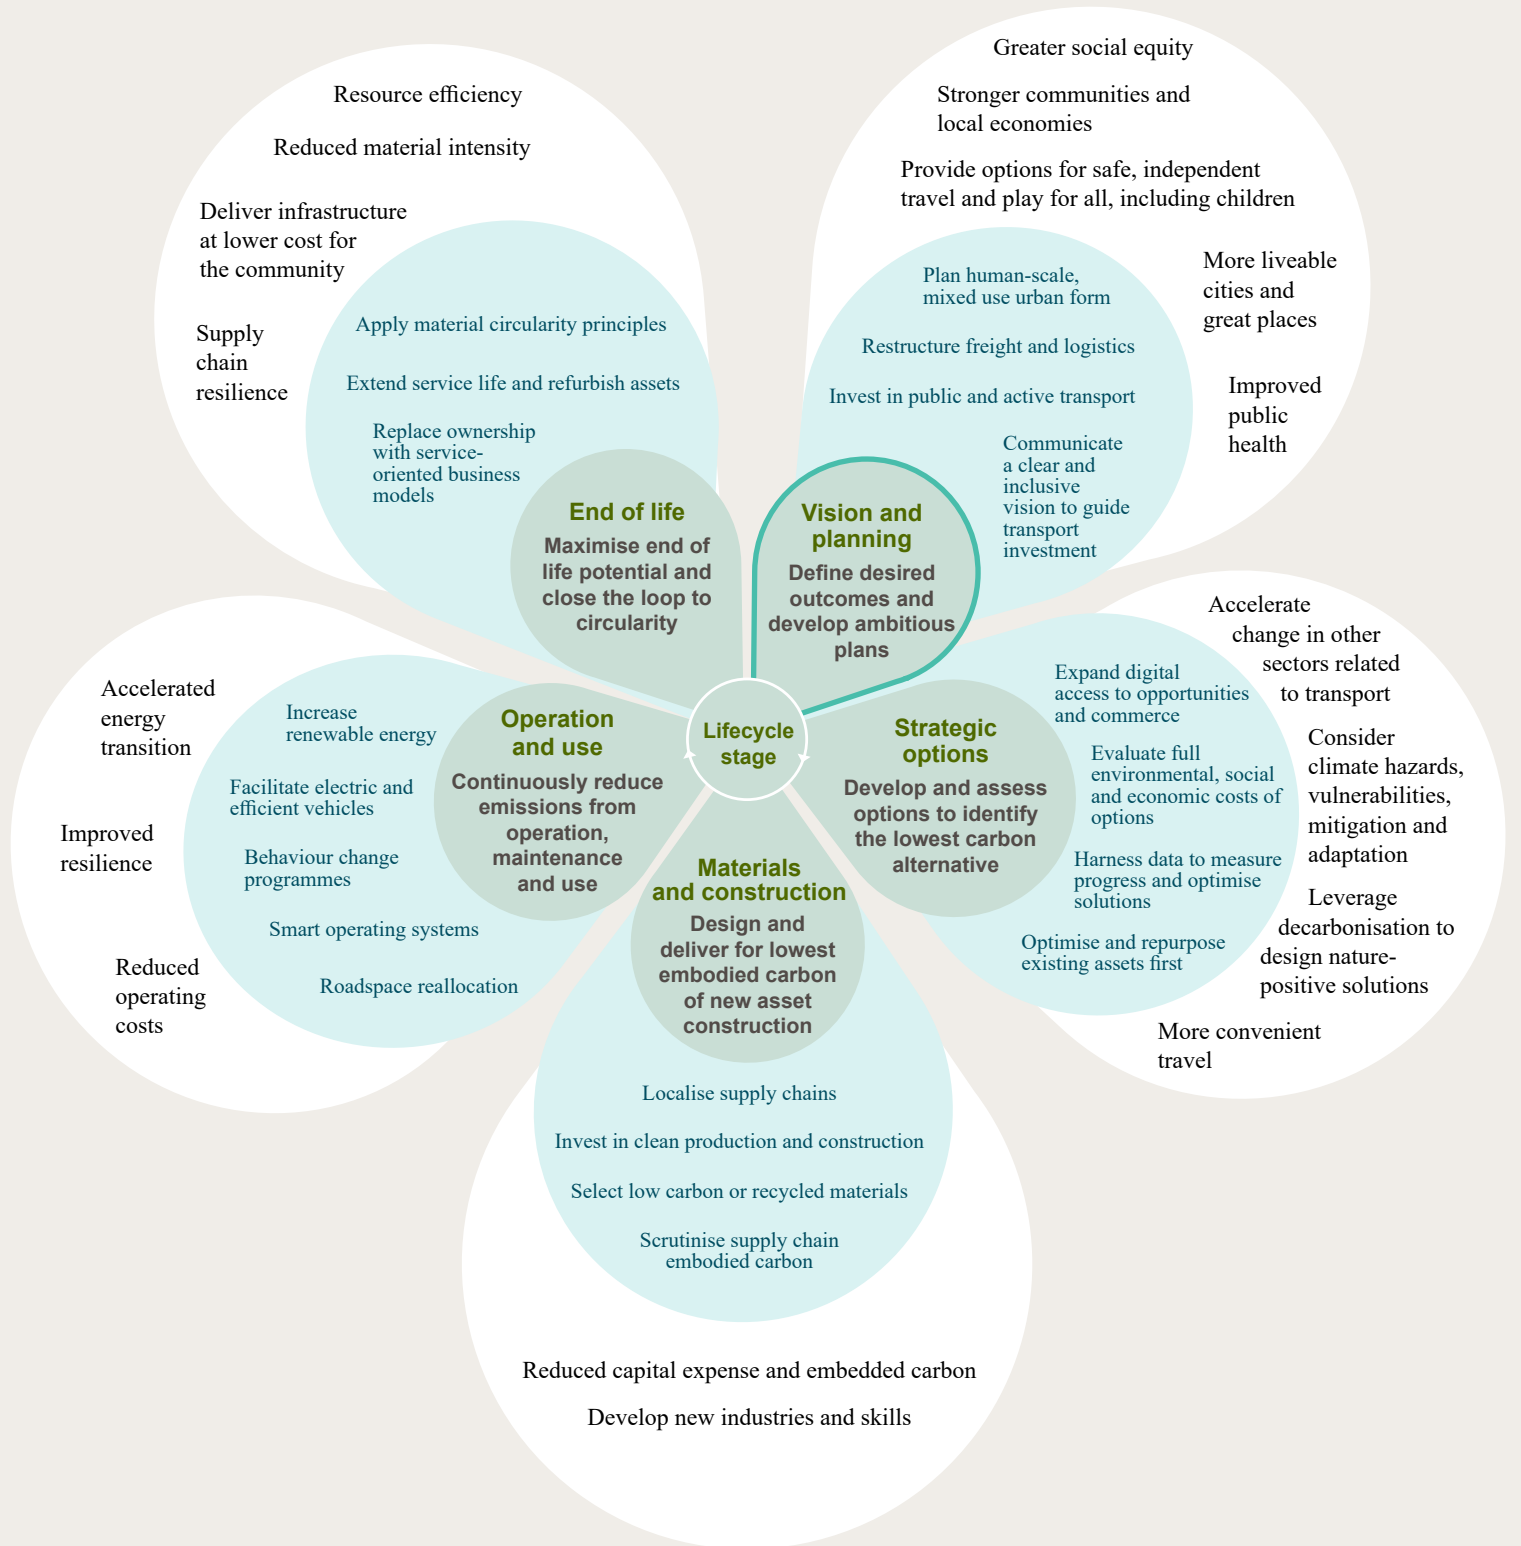 Greater social equity
Stronger communities and
local economies
Provide options for safe, independent
travel and play for all, including children
More liveable
cities and
great places
Improved
public
health
Plan human-scale,
mixed use urban form
Restructure freight and logistics
Invest in public and active transport
Communicate
a clear and
inclusive
vision to guide
transport
investment
Vision and
planning
Define desired
outcomes and
develop ambitious
plans
Accelerate
change in other
sectors related
to transport
Consider
climate hazards,
vulnerabilities,
mitigation and
adaptation
Leverage
decarbonisation to
design nature-
positive solutions
More convenient
travel
Expand digital
access to opportunities
and commerce
Evaluate full
environmental, social
and economic costs of
options
Harness data to measure
progress and optimise
solutions
Optimise and repurpose
existing assets first
Strategic
options
Develop and assess
options to identify
the lowest carbon
alternative
Materials
and construction
Design and
deliver for lowest
embodied carbon
of new asset
construction
Localise supply chains
Invest in clean production and construction
Select low carbon or recycled materials
Scrutinise supply chain
embodied carbon
Reduced capital expense and embedded carbon
Develop new industries and skills
Operation
and use
Continuously reduce
emissions from
operation,
maintenance
and use
Increase
renewable energy
Facilitate electric and
efficient vehicles
Behaviour change
programmes
Smart operating systems
Roadspace reallocation
Accelerated
energy
transition
Improved
resilience
Reduced
operating
costs
Resource efficiency
Reduced material intensity
Deliver infrastructure
at lower cost for
the community
Supply
chain
resilience
Apply material circularity principles
Extend service life and refurbish assets
Replace ownership
with service-
oriented business
models
End of life
Maximise end of
life potential and
close the loop to
circularity
Lifecycle
stage